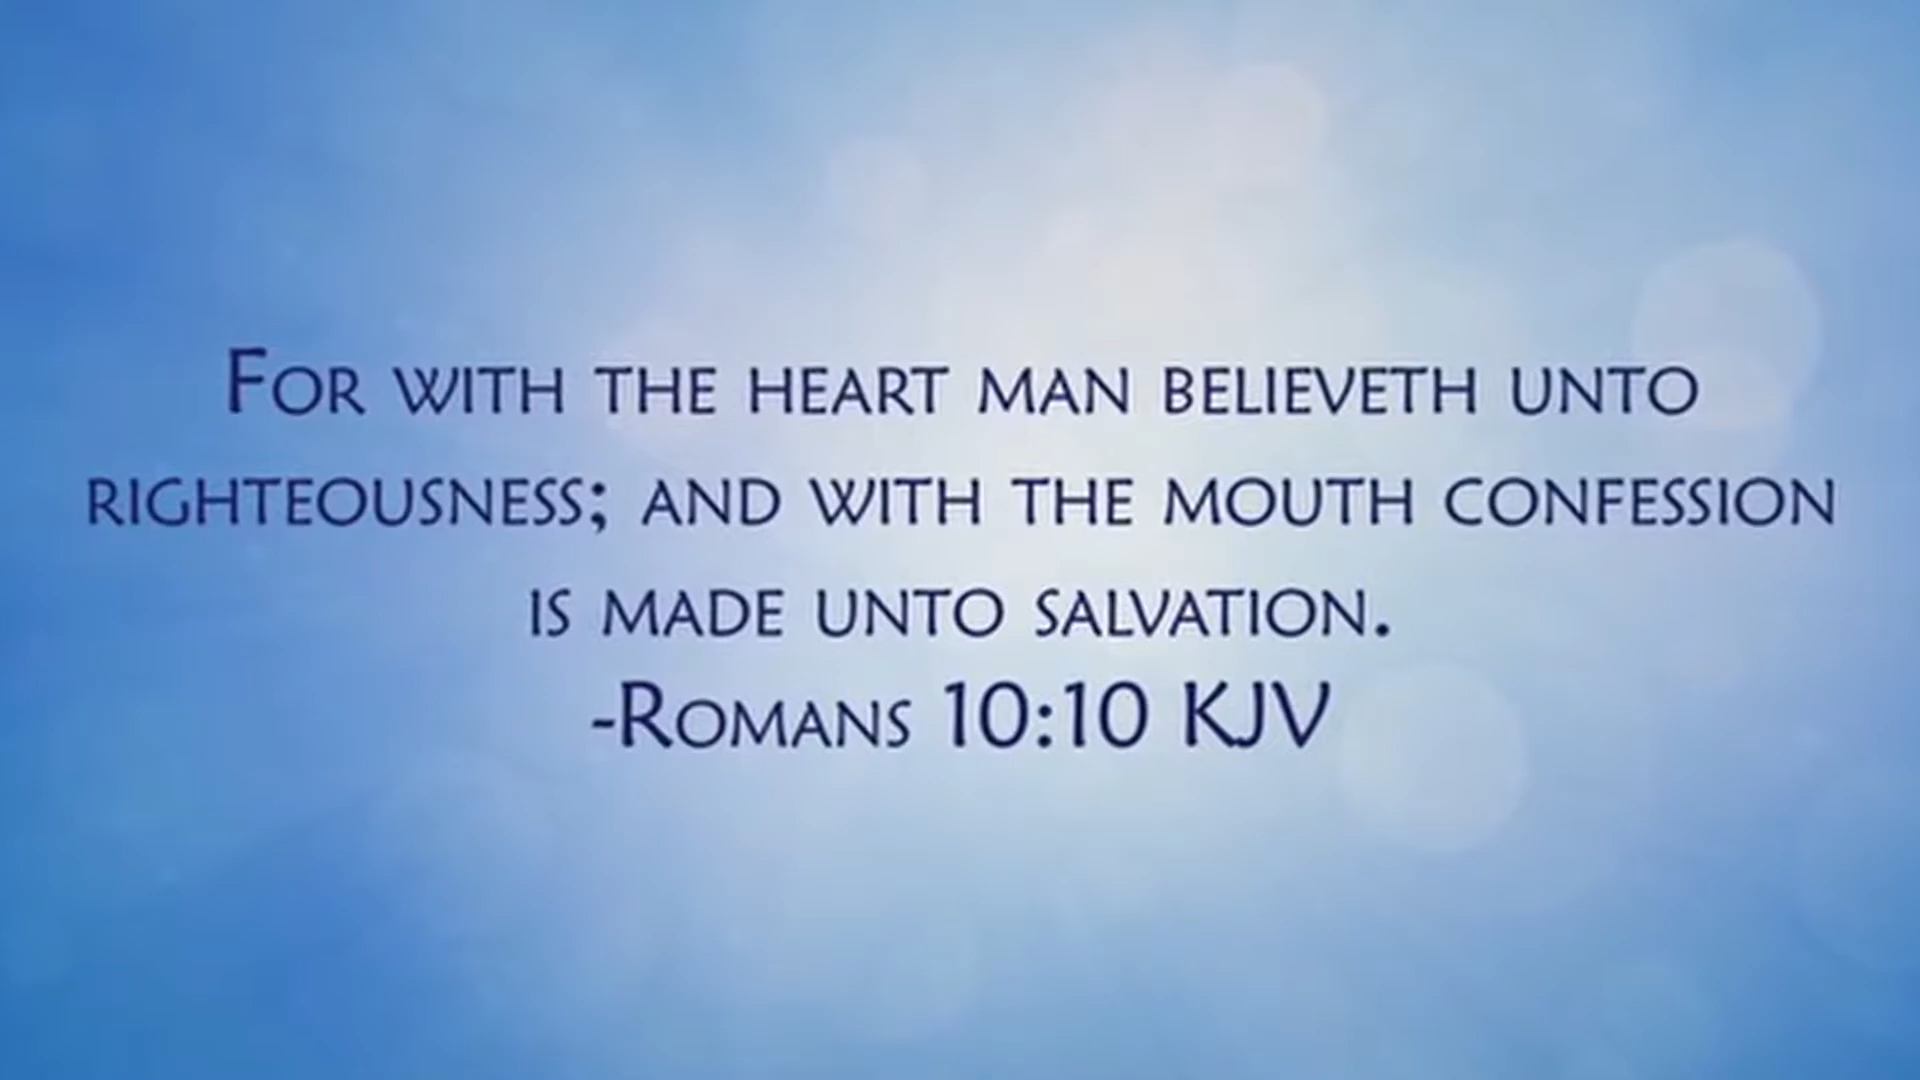 For with the heart man believeth unto
righteousness; and with the mouth confession
is made unto salvation.
-Romans 10:10 KJV